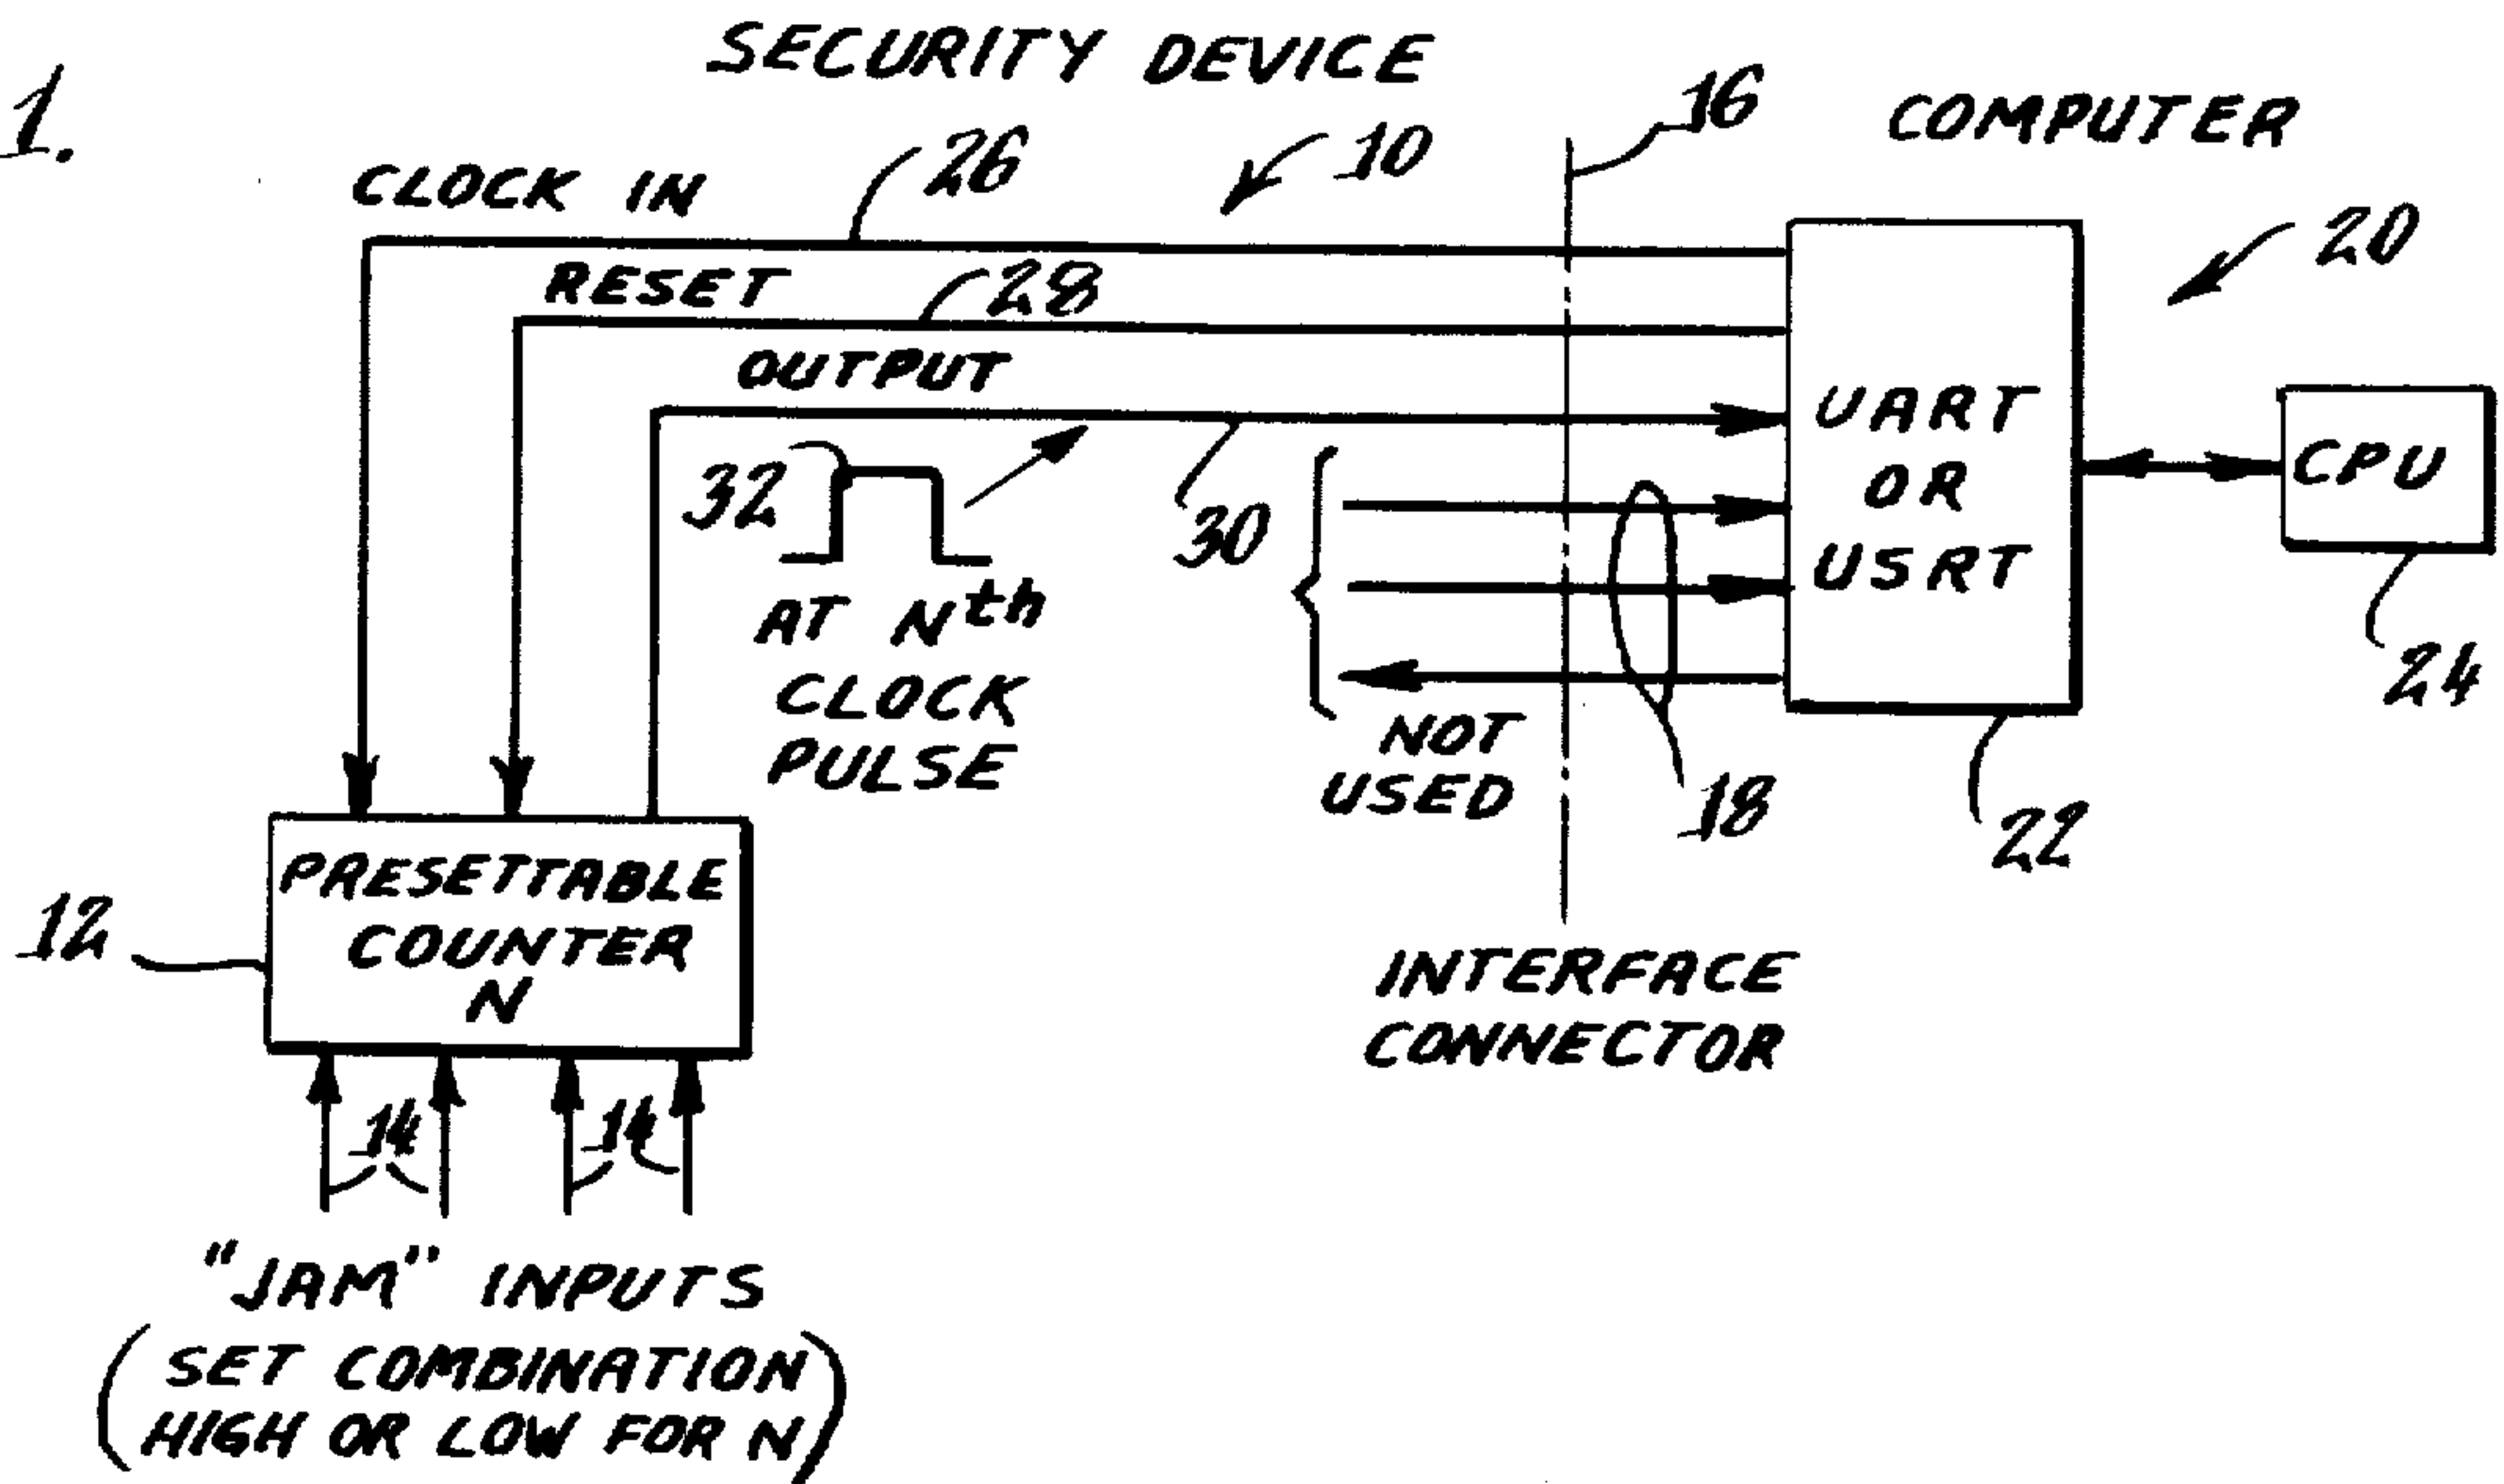 1.
SECURITY DEVICE
16
COMPUTER
26
10
CLOCK IN
20
RESET
28
OUTPUT
UART
OR
USRT
CPU
32
30
AT Nth
CLOCK
PULSE
NOT
USED
18
24
22
PRESETTABLE
COUNTER
N
12
INTERFACE
CONNECTOR
14
14
"JAM" INPUTS
(SET COMBINATION
HIGH OR LOW FOR N)